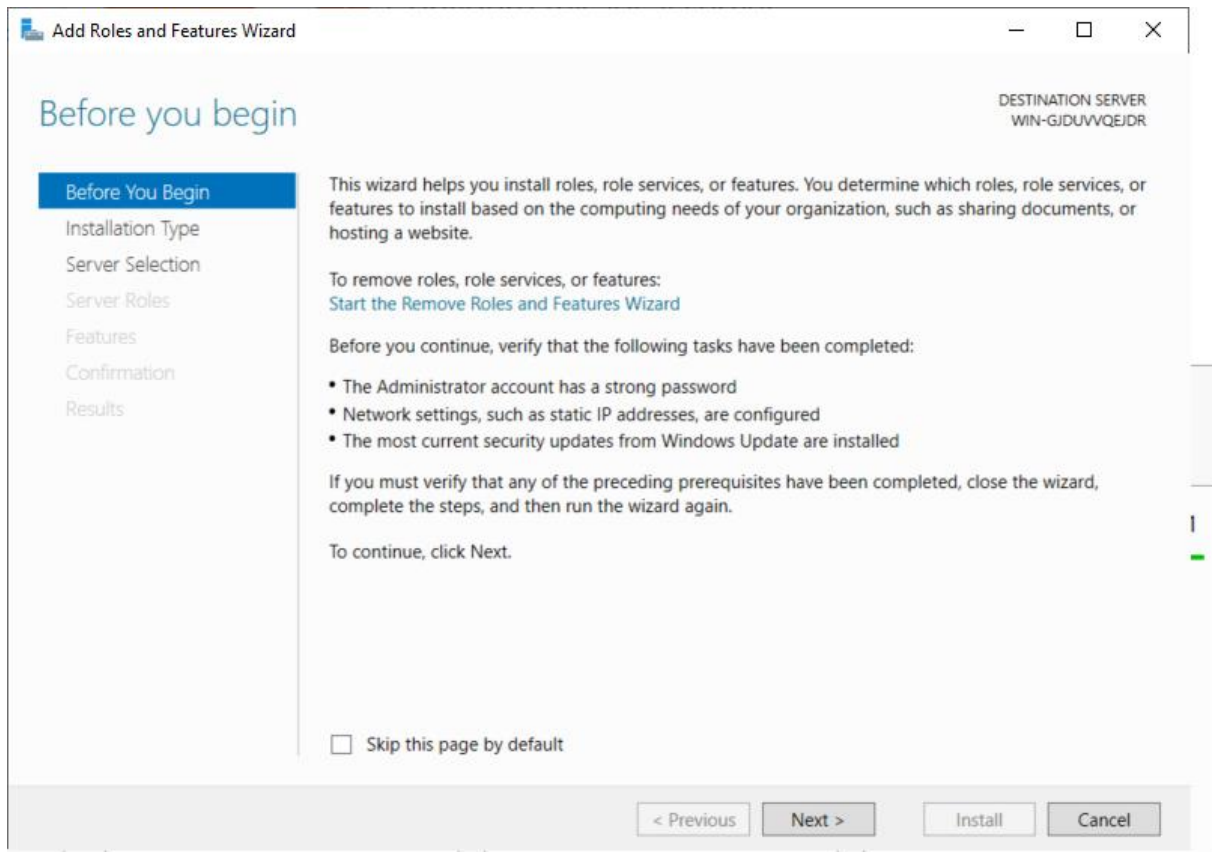 Add Roles and Features Wizard
Before you begin
DESTINATION SERVER
WIN-GJDUVVQEJDR
Before You Begin
Installation Type
Server Selection
Server Roles
Features
Confirmation
Results
This wizard helps you install roles, role services, or features. You determine which roles, role services, or
features to install based on the computing needs of your organization, such as sharing documents, or
hosting a website.
To remove roles, role services, or features:
Start the Remove Roles and Features Wizard
Before you continue, verify that the following tasks have been completed:
• The Administrator account has a strong password
• Network settings, such as static IP addresses, are configured
• The most current security updates from Windows Update are installed
If you must verify that any of the preceding prerequisites have been completed, close the wizard,
complete the steps, and then run the wizard again.
To continue, click Next.
Skip this page by default
< Previous
Next >
Install
Cancel
1